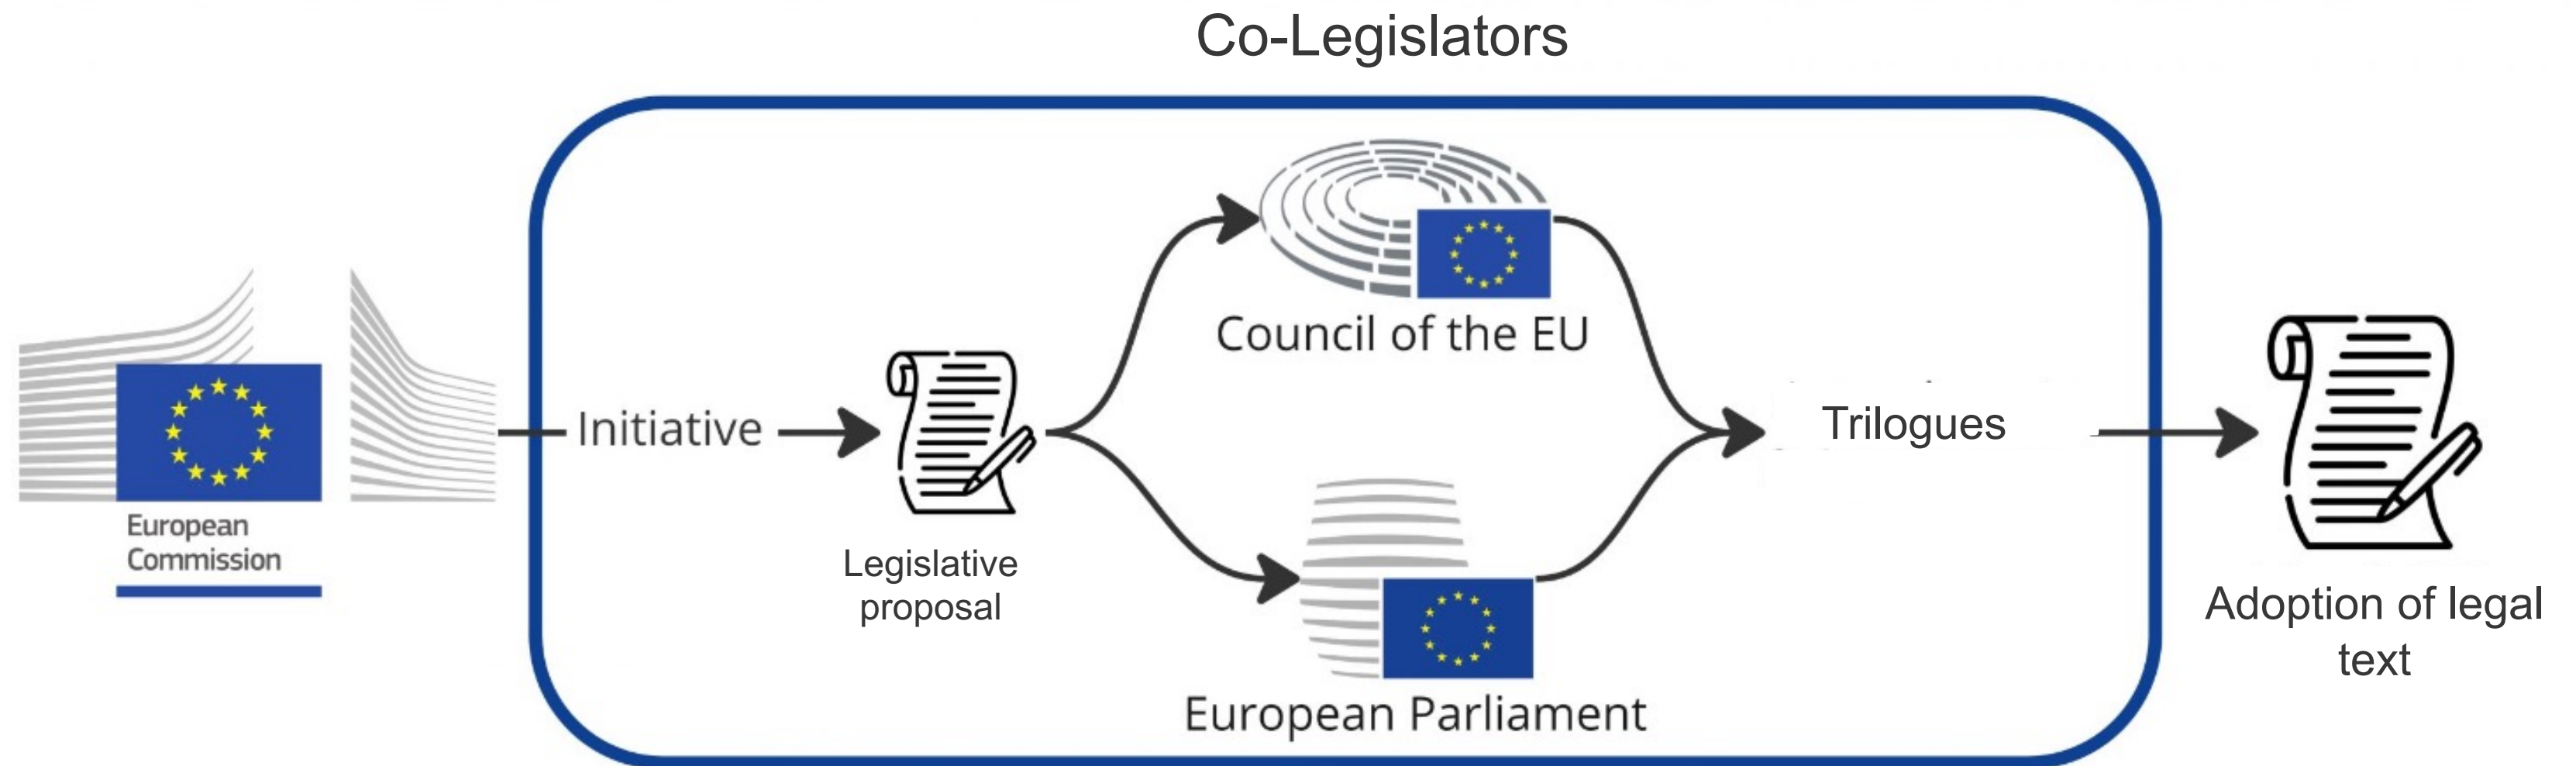 Co-Legislators
European
Commission
Initiative
Legislative
proposal
Council of the EU
European Parliament
Trilogues
Adoption of legal
text